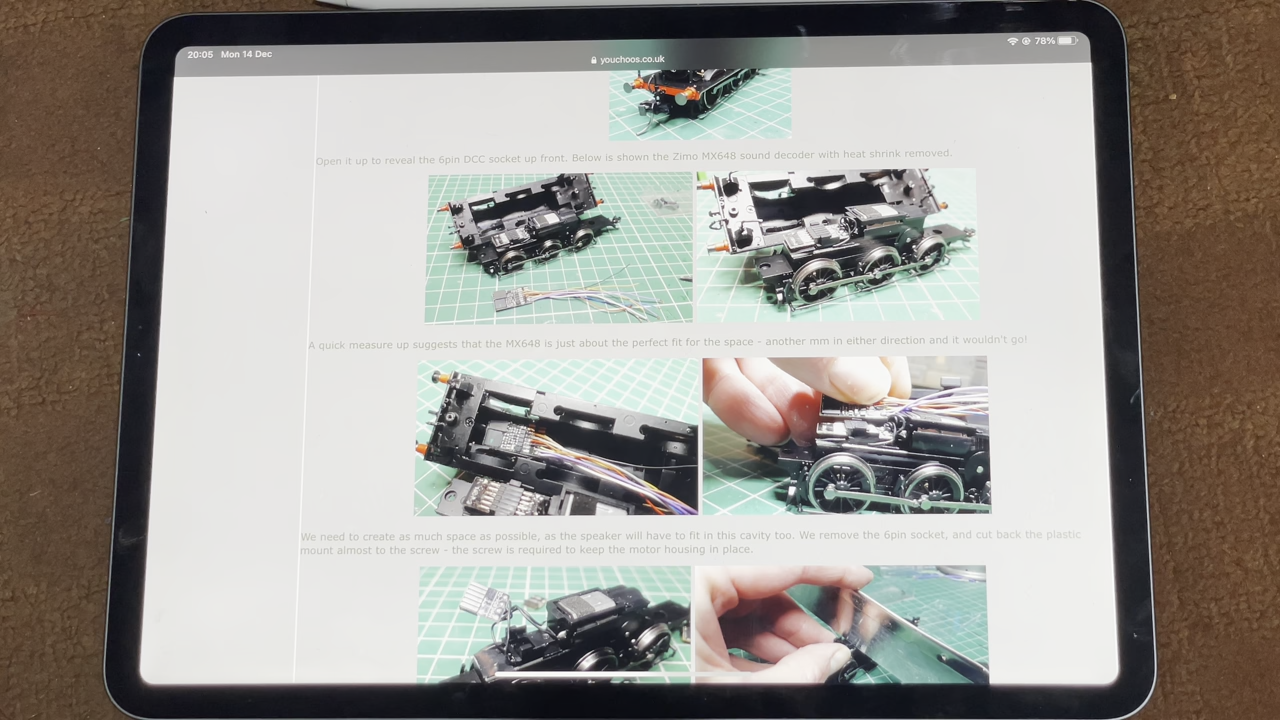 20:05 Mon 14 Dec
78%
youchoos.co.uk
Open it up to reveal the 6pin DCC socket up front. Below is shown the Zimo MX648 sound decoder with heat shrink removed.
A quick measure up suggests that the MX648 is just about the perfect fit for the space - another mm in either direction and it wouldn't go!
We need to create as much space as possible, as the speaker will have to fit in this cavity too. We remove the 6pin socket, and cut back the plastic
mount almost to the screw - the screw is required to keep the motor housing in place.